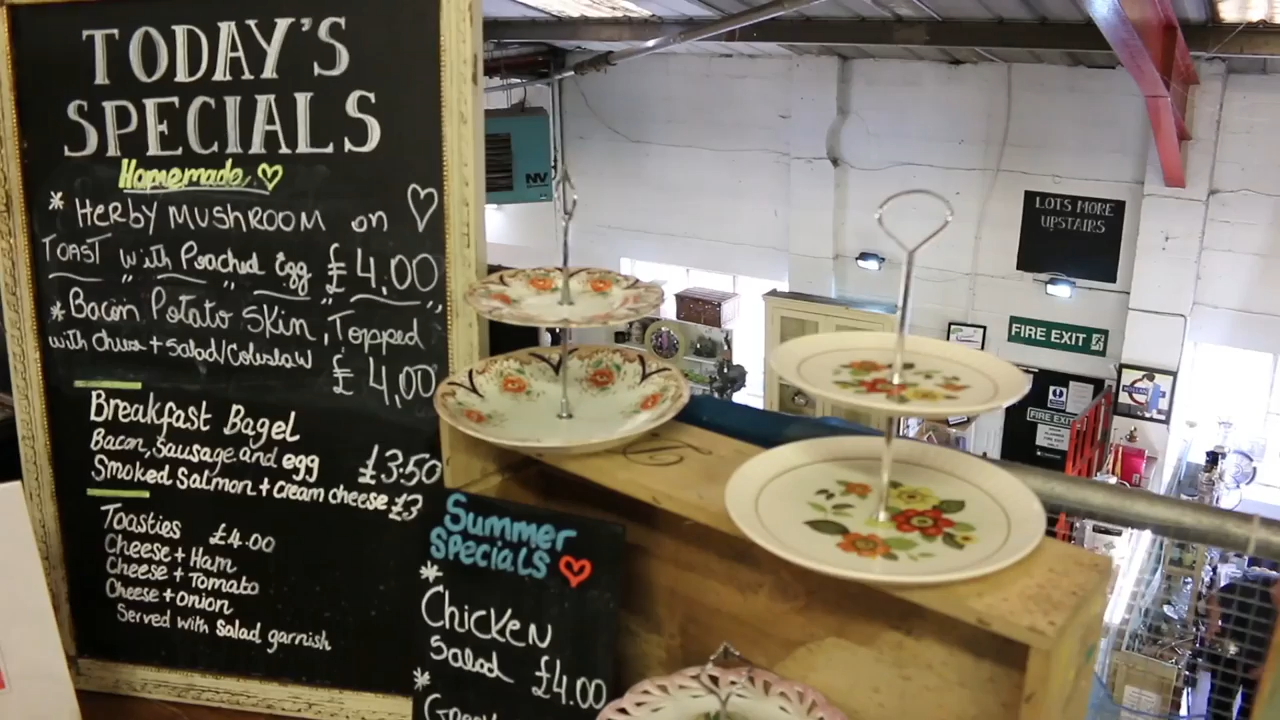 TODAY'S
SPECIALS
Homemade
* HERBY MUSHROOM on
TOAST with Poached Egg £4.00
* Bacon Potato Skin, Topped
with Chese + Salad/Coleslaw £4,00
Breakfast Bagel
Bacon, Sausage and egg £3.50
Smoked Salmon + cream cheese £3
Toasties £4.00
Cheese + Ham
Cheese + Tomato
Cheese + onion
Served with Salad garnish
Summer
Specials
*
Chicken
Salad £4.00
*
NV
LOTS MORE
UPSTAIRS
FIRE EXIT
FIRE EXIT